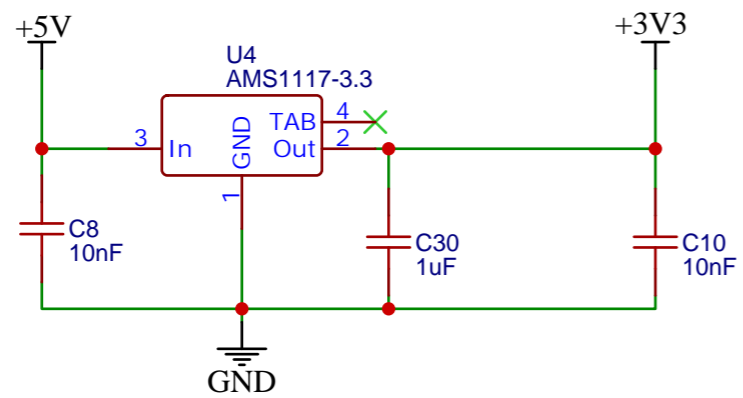 +5V
+3V3
U4
AMS1117-3.3
TAB 4
3 In GND Out 2
1
C8
10nF
C30
1uF
C10
10nF
GND